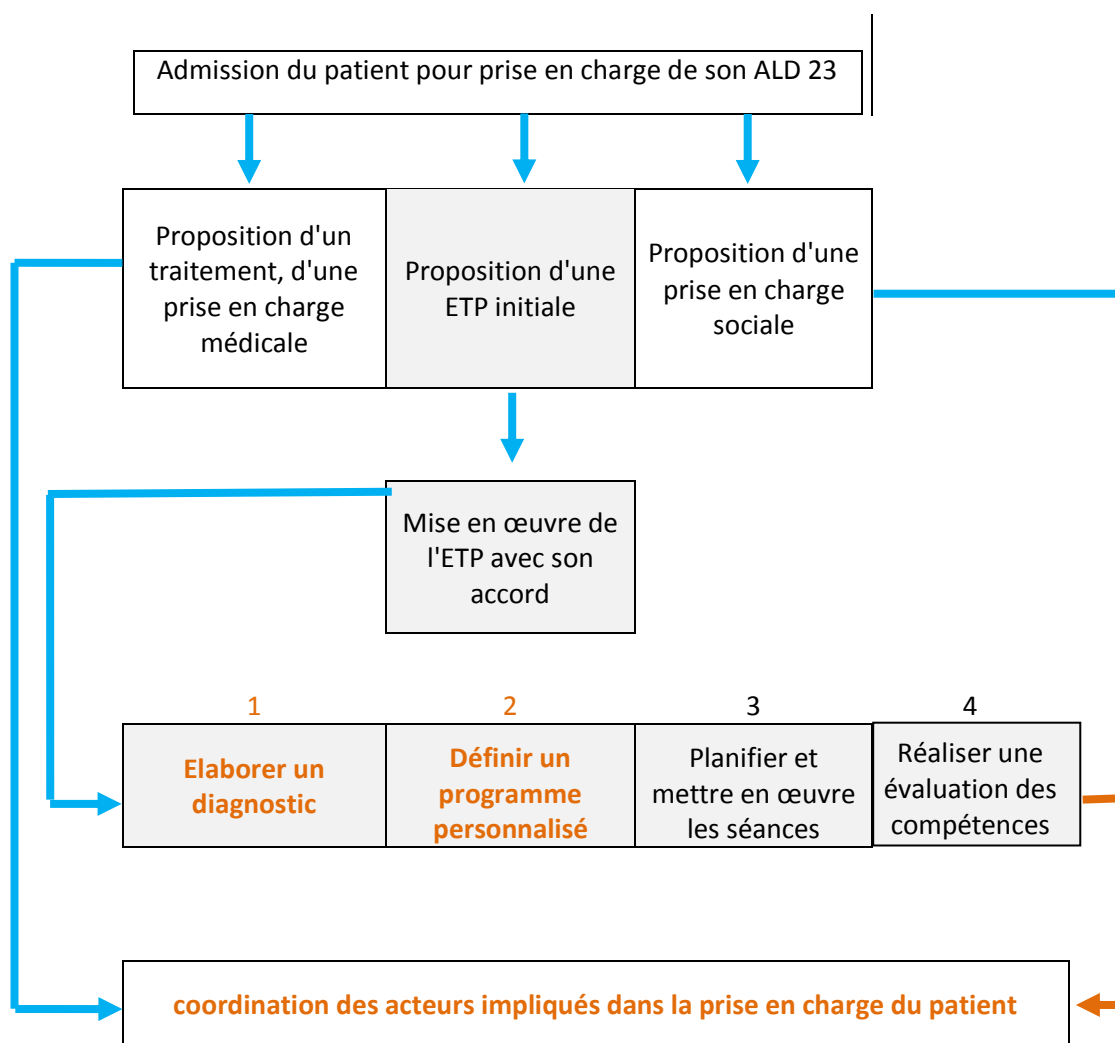 Admission du patient pour prise en charge de son ALD 23
Proposition d'un
traitement, d'une
prise en charge
médicale
Proposition d'une
ETP initiale
Proposition d'une
prise en charge
sociale
Mise en œuvre de
l'ETP avec son
accord
1
2
3
4
Elaborer un
diagnostic
Définir un
programme
personnalisé
Planifier et
mettre en œuvre
les séances
Réaliser une
évaluation des
compétences
coordination des acteurs impliqués dans la prise en charge du patient